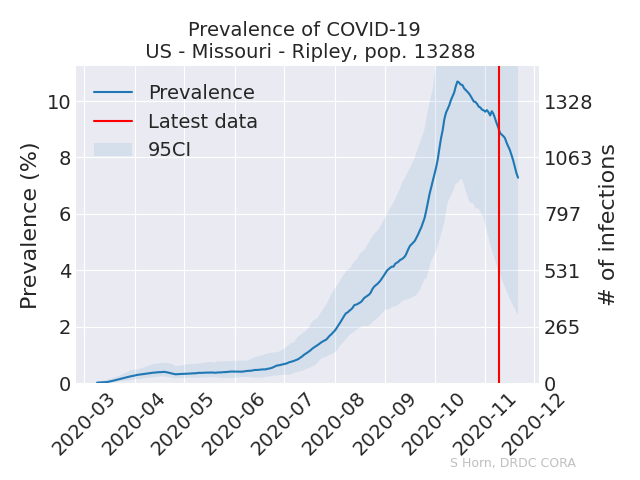 Prevalence of COVID-19
US - Missouri - Ripley, pop. 13288
Prevalence
Latest data
95CI
Prevalence (%)
10
8
6
4
2
0
# of infections
1328
1063
797
531
265
0
2020-03
2020-04
2020-05
2020-06
2020-07
2020-08
2020-09
2020-10
2020-11
2020-12
S Horn, DRDC CORA